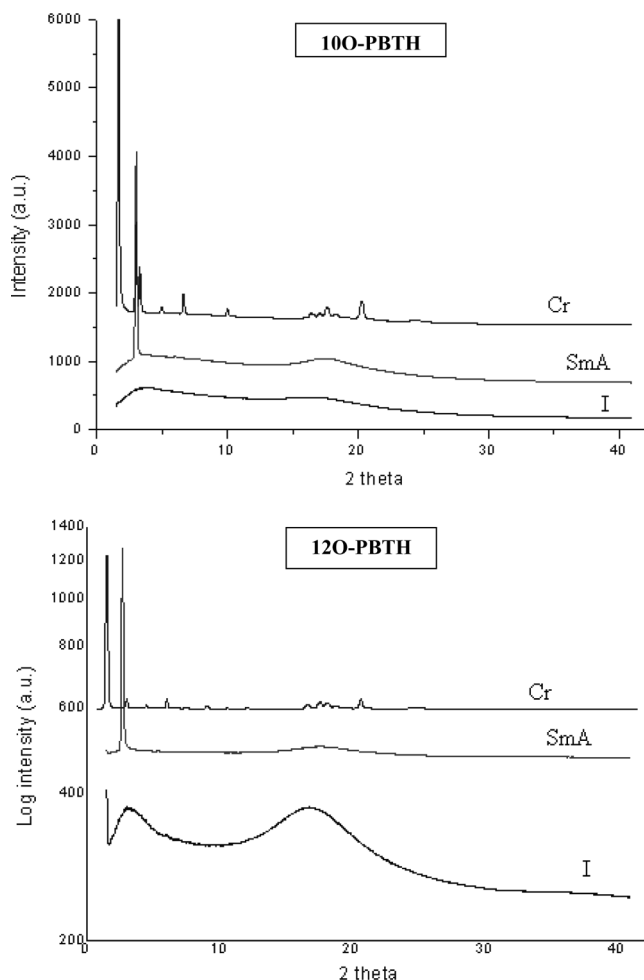 10O-PBTH
6000
5000
4000
3000
2000
1000
0
Intensity (a.u.)
Cr
SmA
I
0 10 20 30 40
2 theta
12O-PBTH
1400
1200
1000
800
600
400
200
Log intensity (a.u.)
Cr
SmA
I
0 10 20 30 40
2 theta